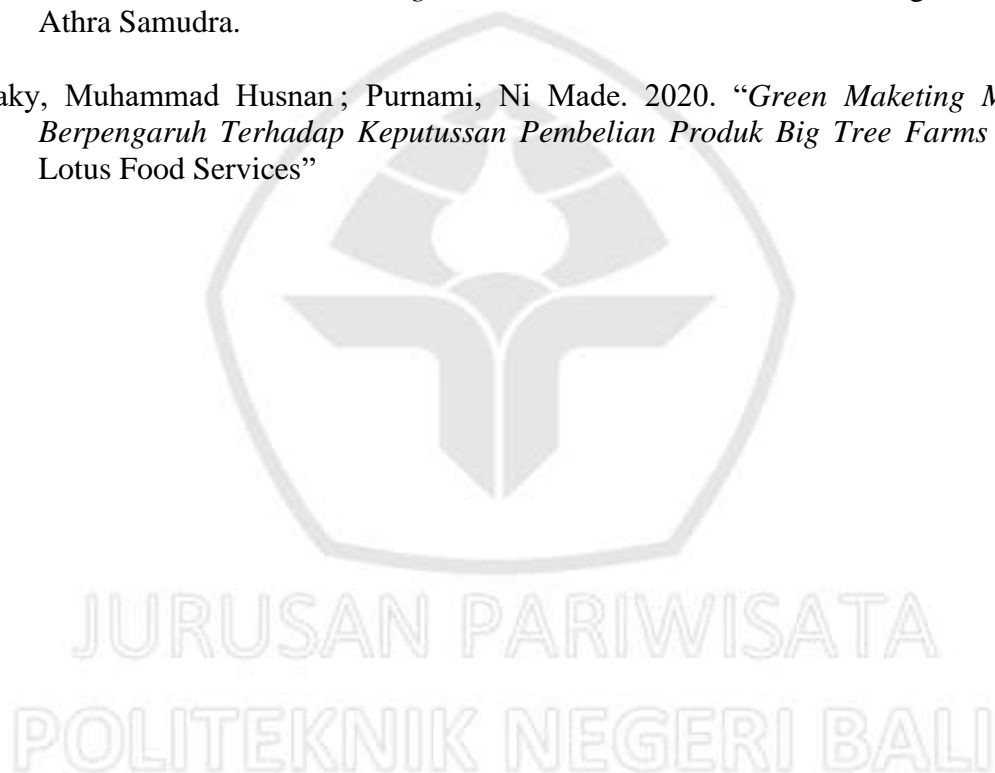 Athra Samudra.
aky, Muhammad Husnan ; Purnami, Ni Made. 2020. “Green Maketing M
Berpengaruh Terhadap Keputussan Pembelian Produk Big Tree Farms
Lotus Food Services”
JURUSAN PARIWISATA
POLITEKNIK NEGERI BALI